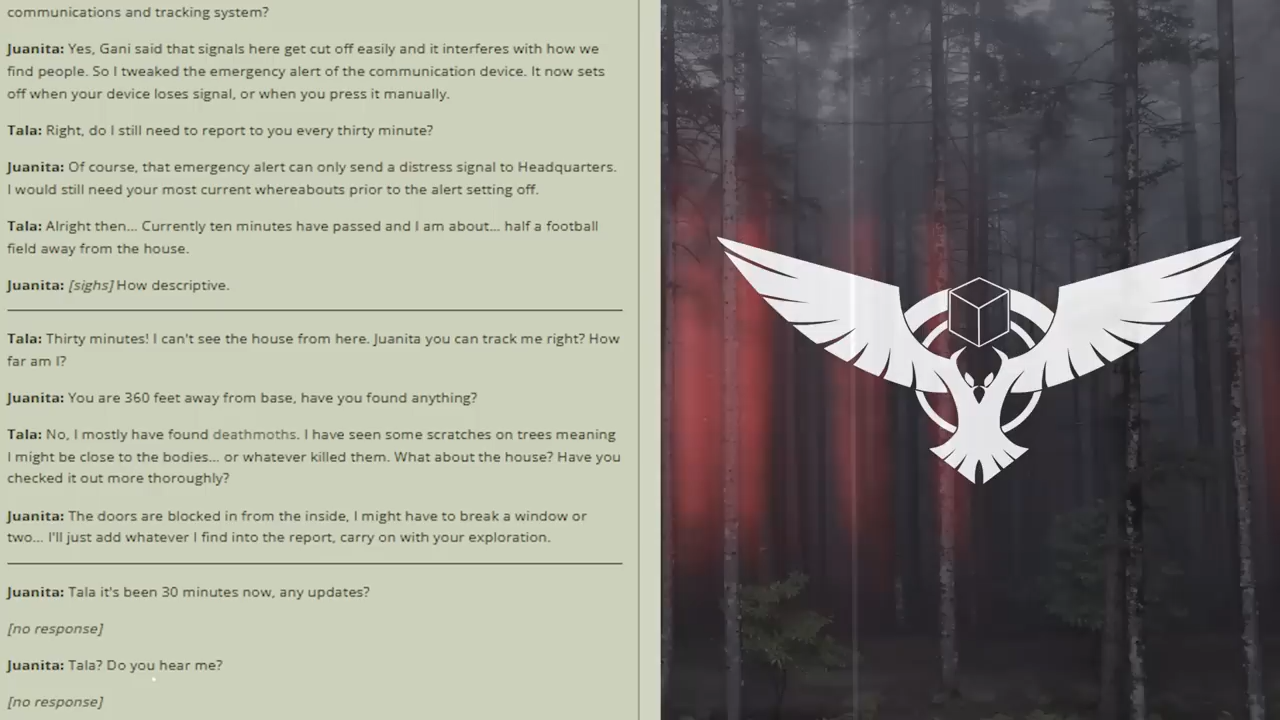 communications and tracking system?
Juanita: Yes, Gani said that signals here get cut off easily and it interferes with how we
find people. So I tweaked the emergency alert of the communication device. It now sets
off when your device loses signal, or when you press it manually.
Tala: Right, do I still need to report to you every thirty minute?
Juanita: Of course, that emergency alert can only send a distress signal to Headquarters.
I would still need your most current whereabouts prior to the alert setting off.
Tala: Alright then... Currently ten minutes have passed and I am about... half a football
field away from the house.
Juanita: [sighs] How descriptive.
Tala: Thirty minutes! I can't see the house from here. Juanita you can track me right? How
far am I?
Juanita: You are 360 feet away from base, have you found anything?
Tala: No, I mostly have found deathmoths. I have seen some scratches on trees meaning
I might be close to the bodies... or whatever killed them. What about the house? Have you
checked it out more thoroughly?
Juanita: The doors are blocked in from the inside, I might have to break a window or
two... I'll just add whatever I find into the report, carry on with your exploration.
Juanita: Tala it's been 30 minutes now, any updates?
[no response]
Juanita: Tala? Do you hear me?
[no response]